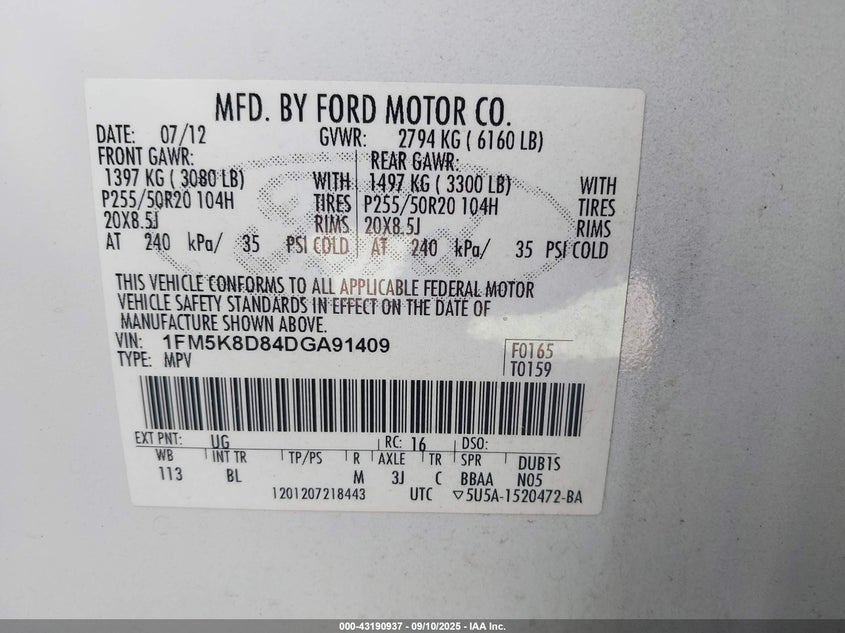 MFD. BY FORD MOTOR CO.
DATE: 07/12 GVWR: 2794 KG ( 6160 LB)
FRONT GAWR: REAR GAWR:
1397 KG ( 3080 LB) WITH 1497 KG ( 3300 LB) WITH
P255/50R20 104H TIRES P255/50R20 104H TIRES
20X8.5J RIMS 20X8.5J RIMS
AT 240 kPa/ 35 PSI COLD AT 240 kPa/ 35 PSI COLD
THIS VEHICLE CONFORMS TO ALL APPLICABLE FEDERAL MOTOR
VEHICLE SAFETY STANDARDS IN EFFECT ON THE DATE OF
MANUFACTURE SHOWN ABOVE.
VIN: 1FM5K8D84DGA91409 F0165
TYPE: MPV T0159
EXT PNT: UG RC: 16 DSO:
WB INT TR TP/PS R AXLE TR SPR DUB1S
113 BL M 3J C BBAA N05
1201207218443 UTC ▽5U5A-1520472-BA
000-43190937 - 09/10/2025 - IAA Inc.